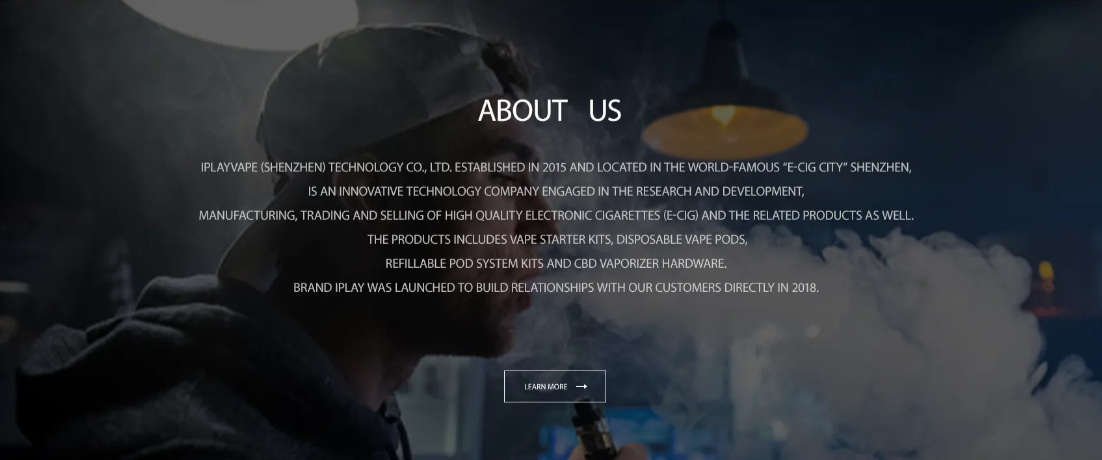 ABOUT US
IPLAYVAPE (SHENZHEN) TECHNOLOGY CO., LTD. ESTABLISHED IN 2015 AND LOCATED IN THE WORLD-FAMOUS “E-CIG CITY” SHENZHEN,
IS AN INNOVATIVE TECHNOLOGY COMPANY ENGAGED IN THE RESEARCH AND DEVELOPMENT,
MANUFACTURING, TRADING AND SELLING OF HIGH QUALITY ELECTRONIC CIGARETTES (E-CIG) AND THE RELATED PRODUCTS AS WELL.
THE PRODUCTS INCLUDES VAPE STARTER KITS, DISPOSABLE VAPE PODS,
REFILLABLE POD SYSTEM KITS AND CBD VAPORIZER HARDWARE.
BRAND IPLAY WAS LAUNCHED TO BUILD RELATIONSHIPS WITH OUR CUSTOMERS DIRECTLY IN 2018.
LEARN MORE